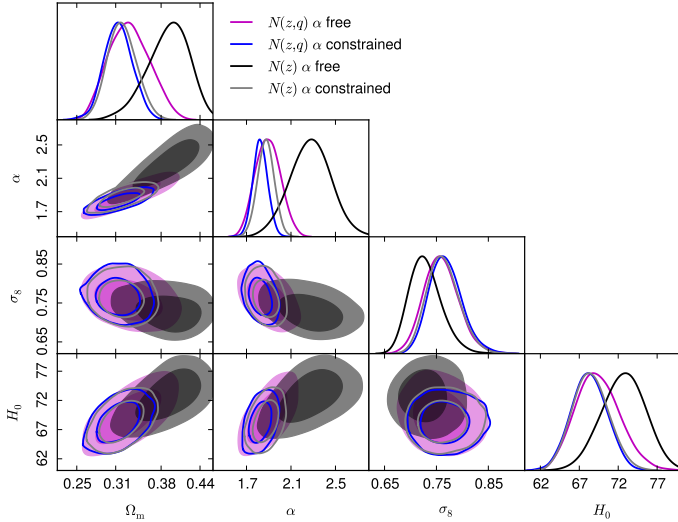 N(z,q) α free
N(z,q) α constrained
N(z) α free
N(z) α constrained
α
2.5
2.1
1.7
σ₈
0.85
0.75
0.65
H₀
77
72
67
62
0.25 0.31 0.38 0.44
1.7 2.1 2.5
0.65 0.75 0.85
62 67 72 77
Ωₘ
α
σ₈
H₀